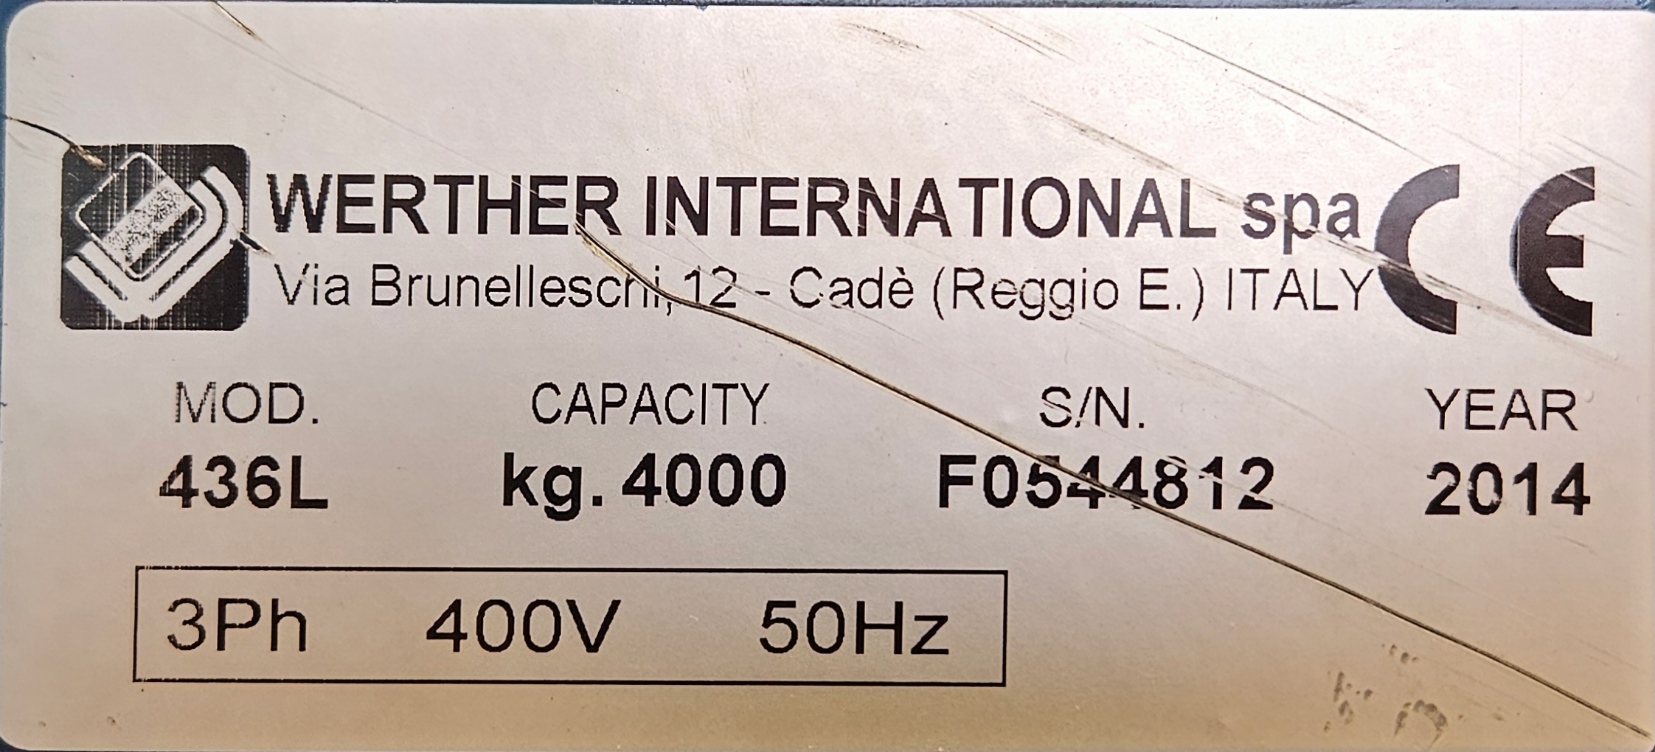 WERTHER INTERNATIONAL spa CE
Via Brunelleschi, 12 - Cadè (Reggio E.) ITALY
MOD. CAPACITY S/N. YEAR
436L kg. 4000 F0544812 2014
3Ph 400V 50Hz